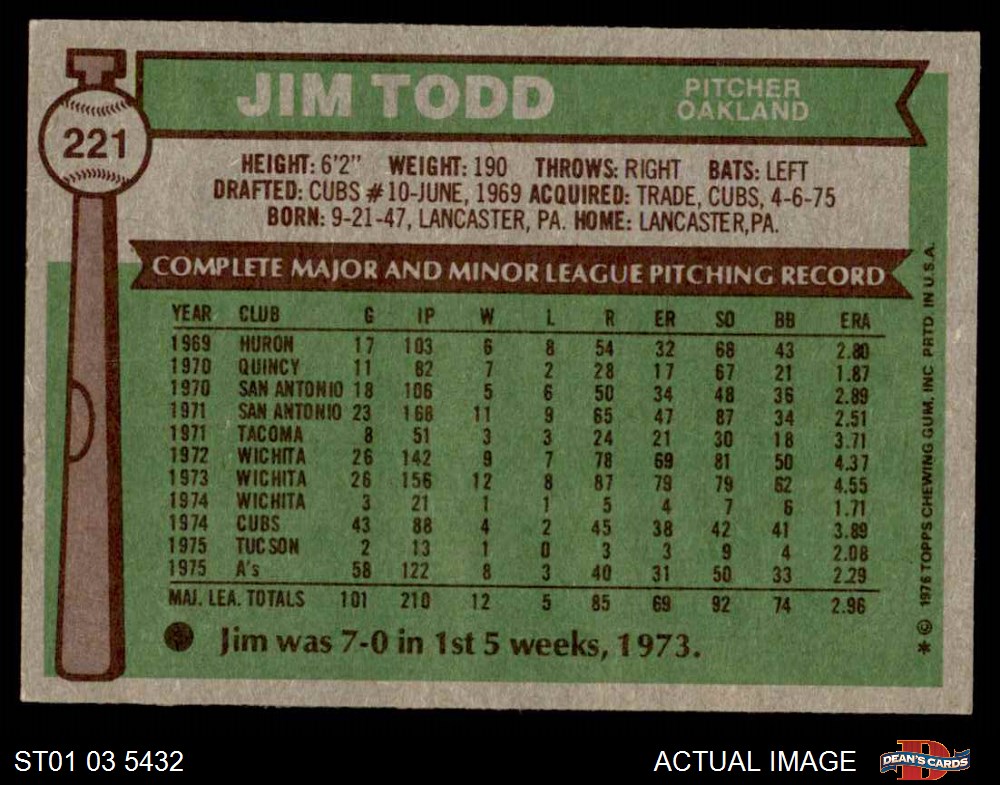 JIM TODD
PITCHER
OAKLAND
221
HEIGHT: 6'2" WEIGHT: 190 THROWS: RIGHT BATS: LEFT
DRAFTED: CUBS #10-JUNE, 1969 ACQUIRED: TRADE, CUBS, 4-6-75
BORN: 9-21-47, LANCASTER, PA. HOME: LANCASTER, PA.
COMPLETE MAJOR AND MINOR LEAGUE PITCHING RECORD
YEAR CLUB G IP W L R ER SO BB ERA
1969 HURON 17 103 6 8 54 32 68 43 2.80
1970 QUINCY 11 82 7 2 28 17 67 21 1.87
1970 SAN ANTONIO 18 106 5 6 50 34 48 36 2.89
1971 SAN ANTONIO 23 168 11 9 65 47 87 34 2.51
1971 TACOMA 8 51 3 3 24 21 30 18 3.71
1972 WICHITA 26 142 9 7 78 69 81 50 4.37
1973 WICHITA 26 156 12 8 87 79 79 62 4.55
1974 WICHITA 3 21 1 1 5 4 7 6 1.71
1974 CUBS 43 88 4 2 45 38 42 41 3.89
1975 TUCSON 2 13 1 0 3 3 9 4 2.08
1975 A's 58 122 8 3 40 31 50 33 2.29
MAJ. LEA. TOTALS 101 210 12 5 85 69 92 74 2.96
Jim was 7-0 in 1st 5 weeks, 1973.
* © 1976 TOPPS CHEWING GUM, INC PRTD IN U.S.A.
ST01 03 5432
ACTUAL IMAGE
D
DEAN'S CARDS